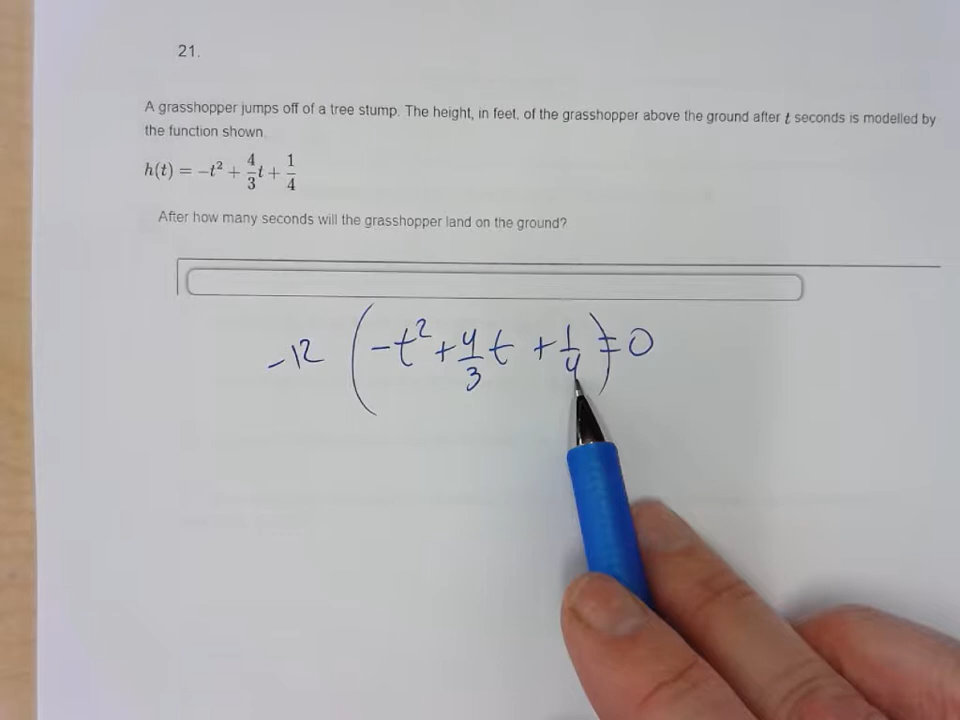 21.
A grasshopper jumps off of a tree stump. The height, in feet, of the grasshopper above the ground after t seconds is modelled by
the function shown.
h(t) = −t² + 4/3 t + 1/4
After how many seconds will the grasshopper land on the ground?
-12 (-t² + 4/3 t + 1/4) = 0